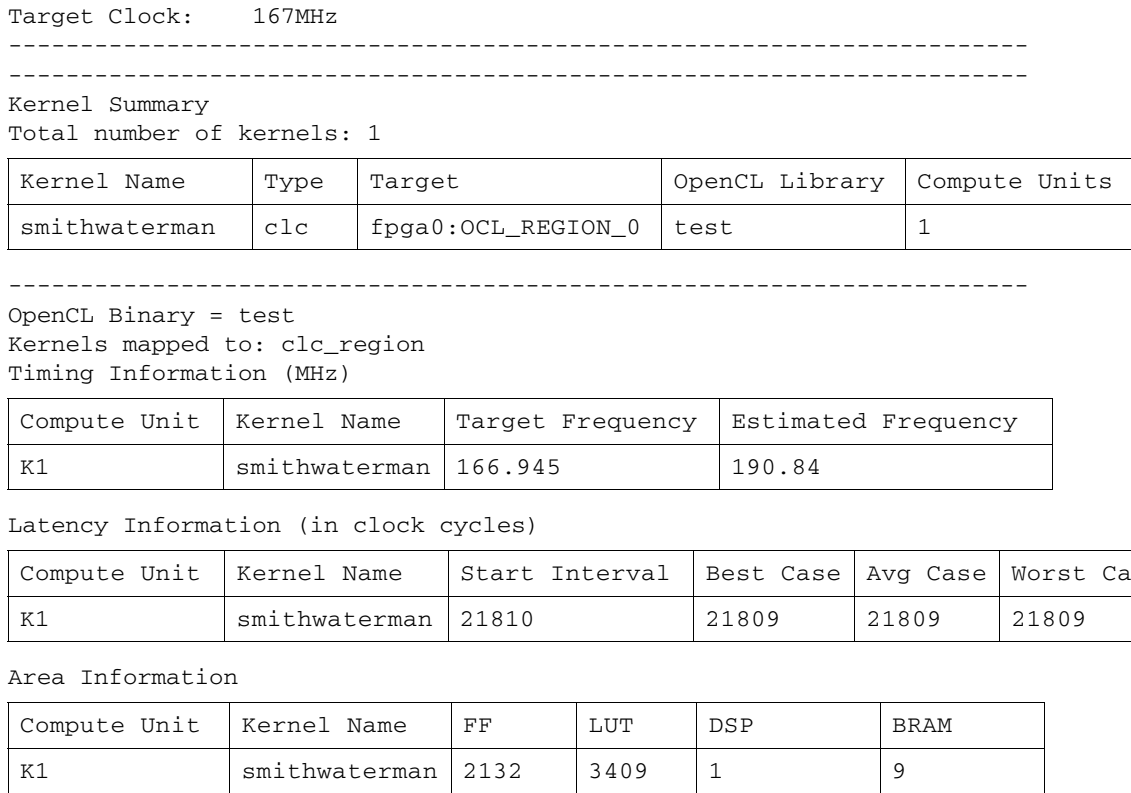 Target Clock: 167MHz
-----------------------------------------------------------------------
-----------------------------------------------------------------------
Kernel Summary
Total number of kernels: 1
Kernel Name Type Target OpenCL Library Compute Units
smithwaterman clc fpga0:OCL_REGION_0 test 1
-----------------------------------------------------------------------
OpenCL Binary = test
Kernels mapped to: clc_region
Timing Information (MHz)
Compute Unit Kernel Name Target Frequency Estimated Frequency
K1 smithwaterman 166.945 190.84
Latency Information (in clock cycles)
Compute Unit Kernel Name Start Interval Best Case Avg Case Worst Ca
K1 smithwaterman 21810 21809 21809 21809
Area Information
Compute Unit Kernel Name FF LUT DSP BRAM
K1 smithwaterman 2132 3409 1 9